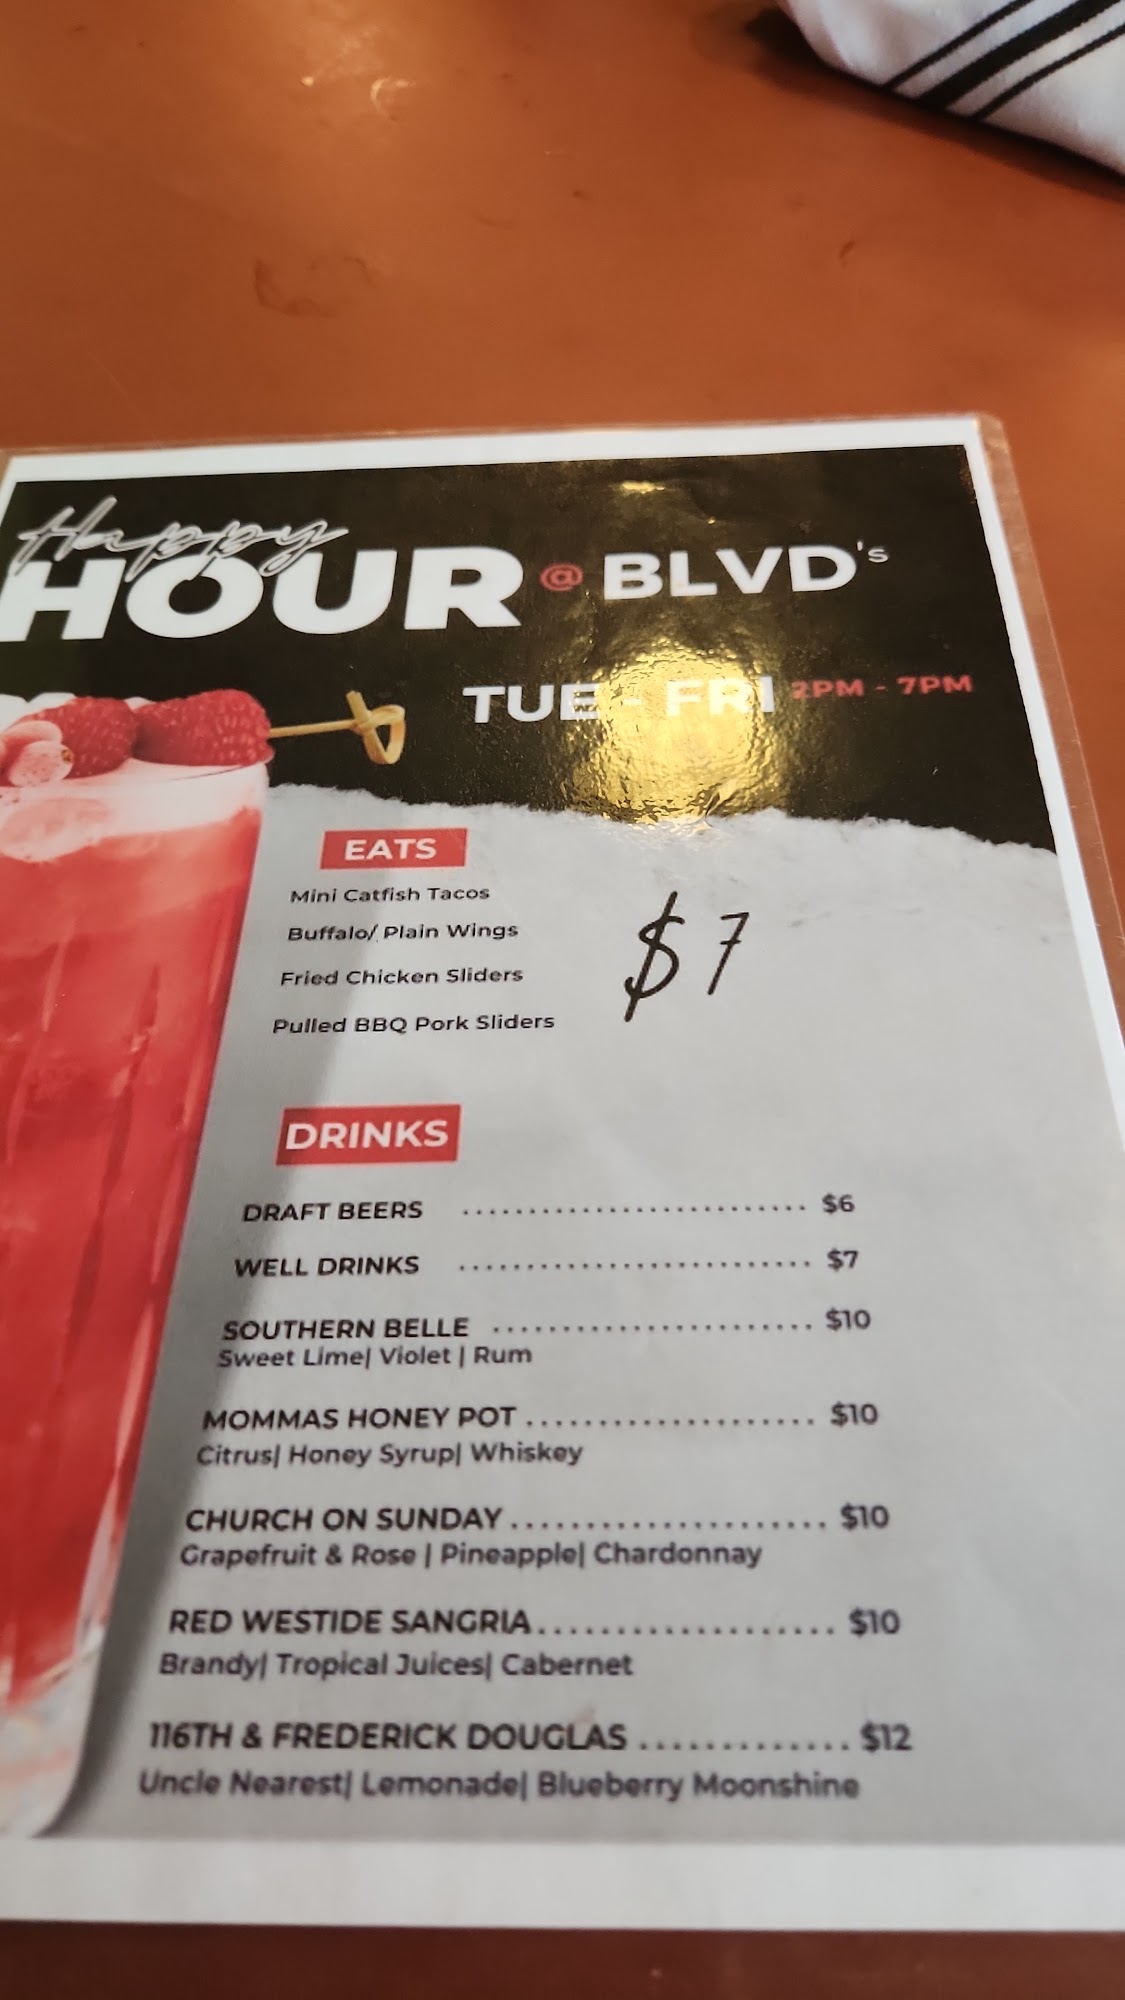 Happy
HOUR @ BLVD's
TUE - FRI 2PM - 7PM
EATS
Mini Catfish Tacos
Buffalo/ Plain Wings
Fried Chicken Sliders
Pulled BBQ Pork Sliders
$7
DRINKS
DRAFT BEERS .......................... $6
WELL DRINKS ........................... $7
SOUTHERN BELLE ........................ $10
Sweet Lime| Violet | Rum
MOMMAS HONEY POT ..................... $10
Citrus| Honey Syrup| Whiskey
CHURCH ON SUNDAY ...................... $10
Grapefruit & Rose | Pineapple| Chardonnay
RED WESTIDE SANGRIA.................... $10
Brandy| Tropical Juices| Cabernet
116TH & FREDERICK DOUGLAS ............. $12
Uncle Nearest| Lemonade| Blueberry Moonshine